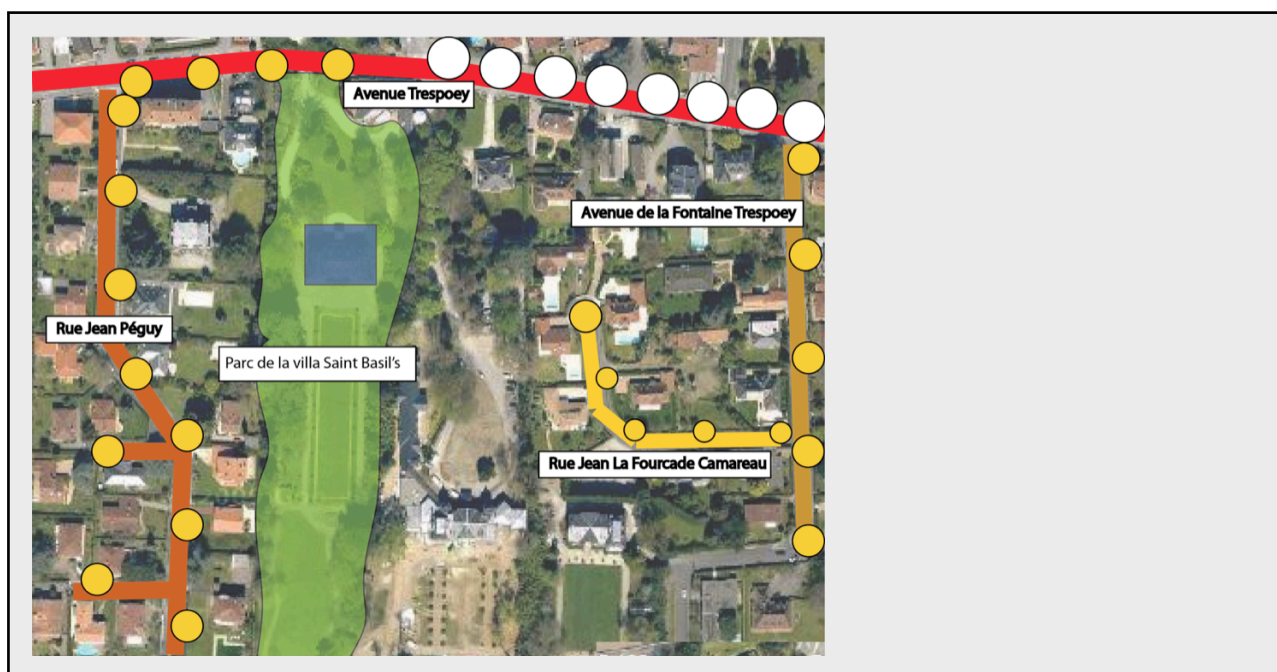 Avenue Trespoey
Avenue de la Fontaine Trespoey
Rue Jean Péguy
Parc de la villa Saint Basil's
Rue Jean La Fourcade Camareau